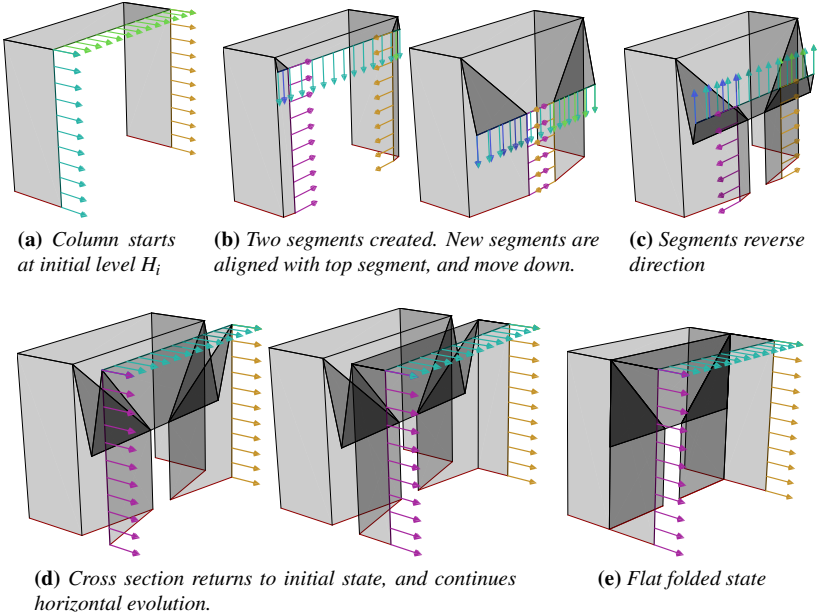 (a) Column starts
at initial level Hi
(b) Two segments created. New segments are
aligned with top segment, and move down.
(c) Segments reverse
direction
(d) Cross section returns to initial state, and continues
horizontal evolution.
(e) Flat folded state